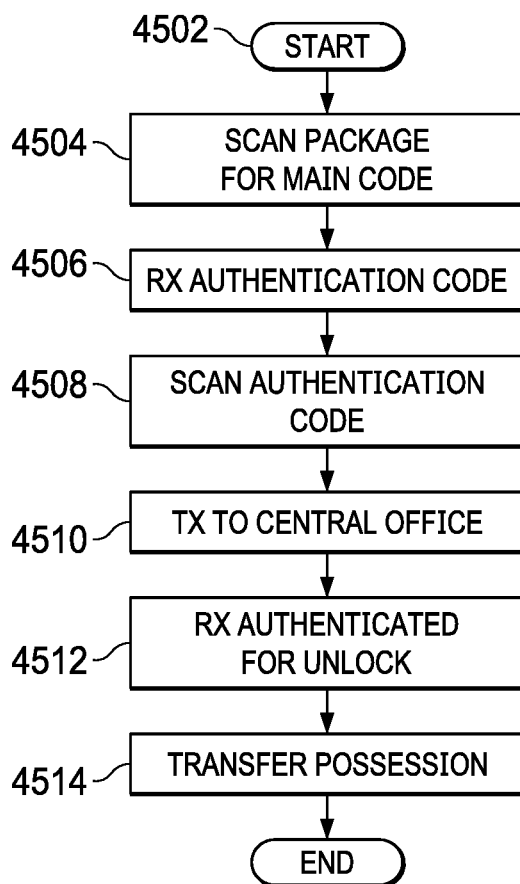 4502
START
4504
SCAN PACKAGE
FOR MAIN CODE
4506
RX AUTHENTICATION CODE
4508
SCAN AUTHENTICATION
CODE
4510
TX TO CENTRAL OFFICE
4512
RX AUTHENTICATED
FOR UNLOCK
4514
TRANSFER POSSESSION
END